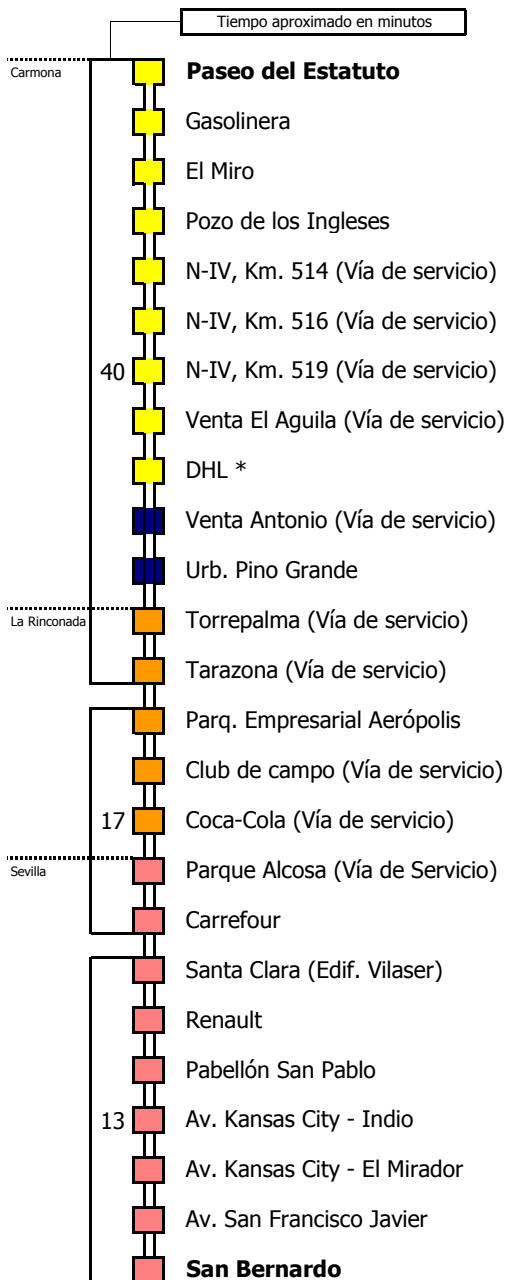 Tiempo aproximado en minutos
Carmona
Paseo del Estatuto
Gasolinera
El Miro
Pozo de los Ingleses
N-IV, Km. 514 (Vía de servicio)
N-IV, Km. 516 (Vía de servicio)
40
N-IV, Km. 519 (Vía de servicio)
Venta El Aguila (Vía de servicio)
DHL *
Venta Antonio (Vía de servicio)
Urb. Pino Grande
La Rinconada
Torrepalma (Vía de servicio)
Tarazona (Vía de servicio)
Parq. Empresarial Aerópolis
Club de campo (Vía de servicio)
17
Coca-Cola (Vía de servicio)
Sevilla
Parque Alcosa (Vía de Servicio)
Carrefour
Santa Clara (Edif. Vilaser)
Renault
Pabellón San Pablo
13
Av. Kansas City - Indio
Av. Kansas City - El Mirador
Av. San Francisco Javier
San Bernardo